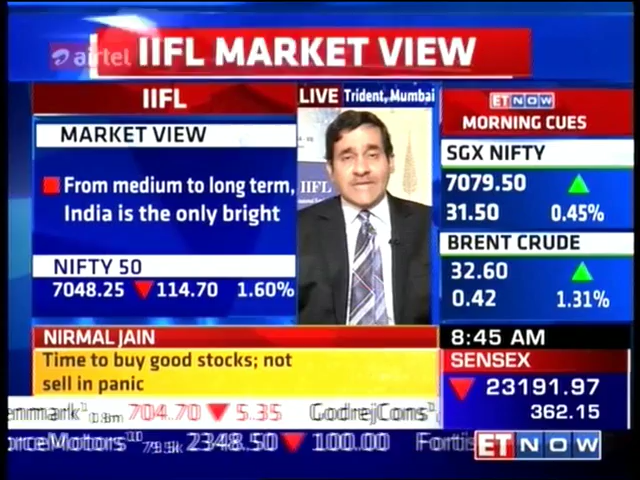 airtel
IIFL MARKET VIEW
IIFL
LIVE Trident, Mumbai
MARKET VIEW
From medium to long term,
India is the only bright
NIFTY 50
7048.25 114.70 1.60%
IIFL
ET NOW
MORNING CUES
SGX NIFTY
7079.50
31.50 0.45%
BRENT CRUDE
32.60
0.42 1.31%
NIRMAL JAIN
Time to buy good stocks; not
sell in panic
8:45 AM
SENSEX
23191.97
362.15
704.70 5.35 GodrejCons
2348.50 100.00 Fortis
ET NOW